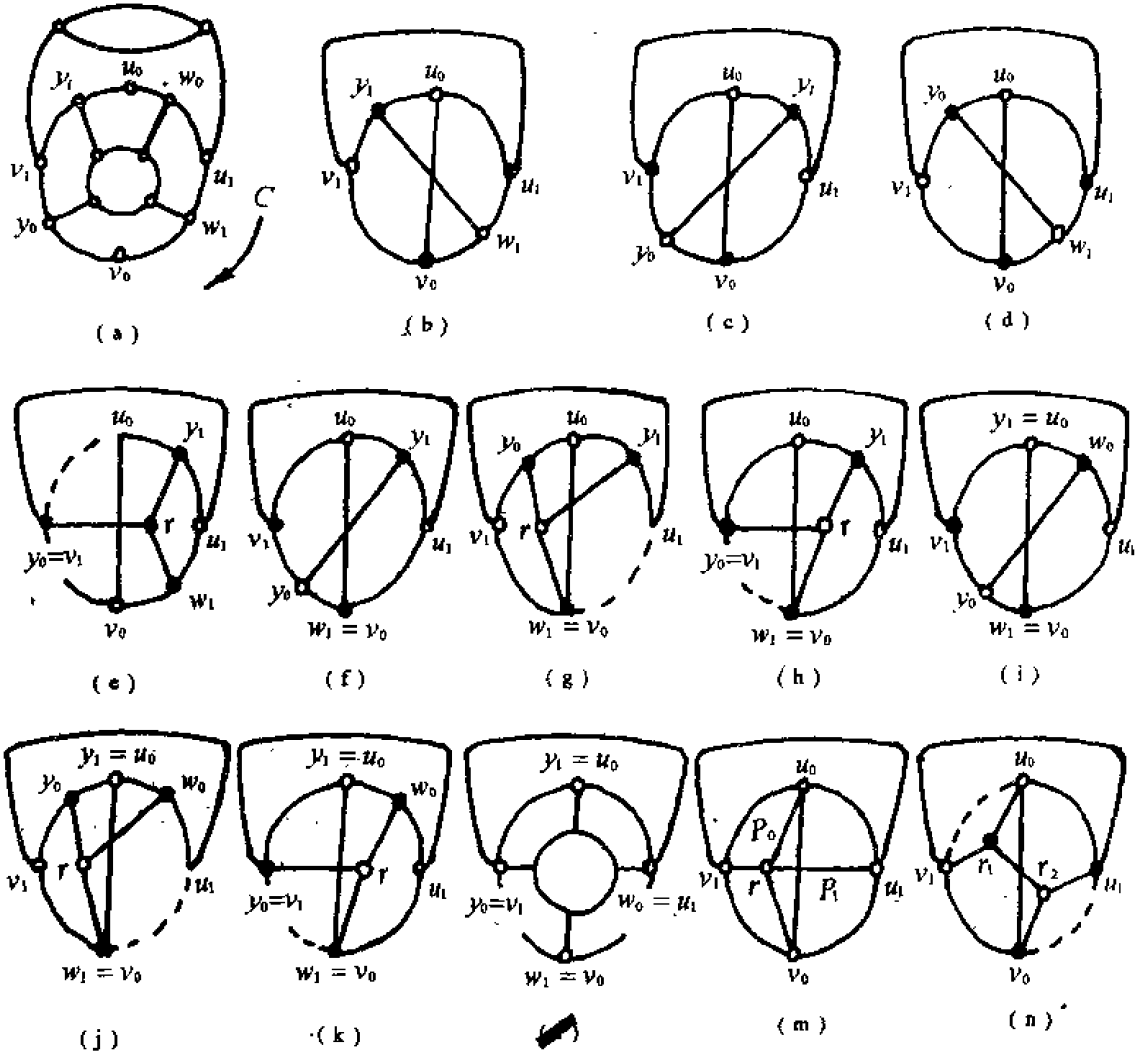 u₀
y₁ w₀
v₁ u₁
y₀ w₁ C
v₀
(a)
u₀
y₁
v₁ u₁
w₁
v₀
(b)
u₀
y₁
v₁ u₁
y₀
v₀
(c)
u₀
y₀
v₁ u₁
w₁
v₀
(d)
u₀
y₁
r u₁
y₀=v₁
w₁
v₀
(e)
u₀
y₁
v₁ u₁
y₀
w₁ = v₀
(f)
u₀
y₀ y₁
v₁ r u₁
w₁ = v₀
(g)
u₀
y₁
r u₁
y₀=v₁
w₁ = v₀
(h)
y₁ = u₀
w₀
v₁ u₁
y₀
w₁ = v₀
(i)
y₁ = u₀
y₀ w₀
v₁ r u₁
w₁ = v₀
(j)
y₁ = u₀
w₀
r u₁
y₀=v₁
w₁ = v₀
(k)
y₁ = u₀
y₀=v₁ w₀ = u₁
w₁ = v₀
u₀
P₀
v₁ r P₁ u₁
v₀
(m)
u₀
v₁ r₁ r₂ u₁
v₀
(n)